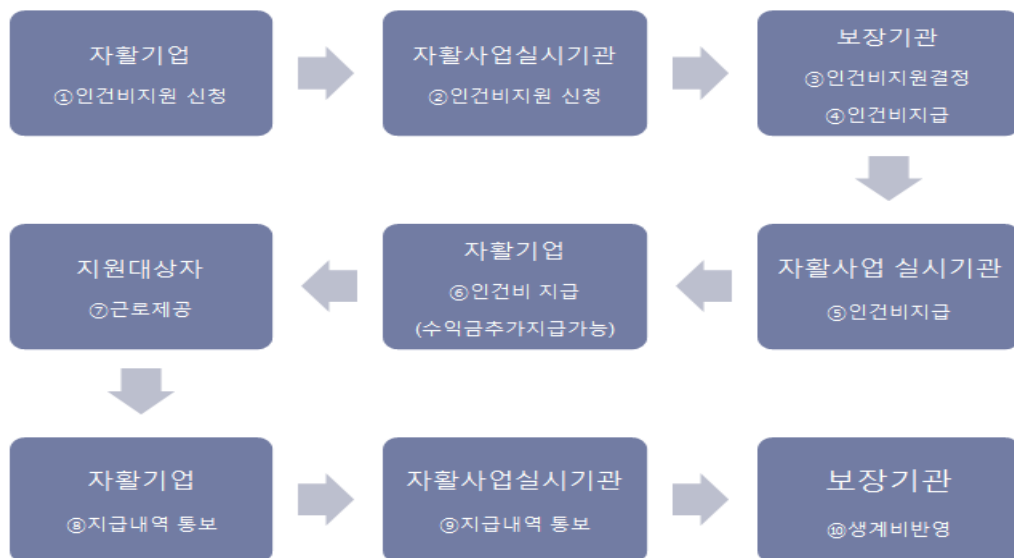 자활기업
①인건비지원 신청
자활사업실시기관
②인건비지원 신청
보장기관
③인건비지원결정
④인건비지급
자활사업 실시기관
⑤인건비지급
자활기업
⑥인건비 지급
(수익금추가지급가능)
지원대상자
⑦근로제공
자활기업
⑧지급내역 통보
자활사업실시기관
⑨지급내역 통보
보장기관
⑩생계비반영